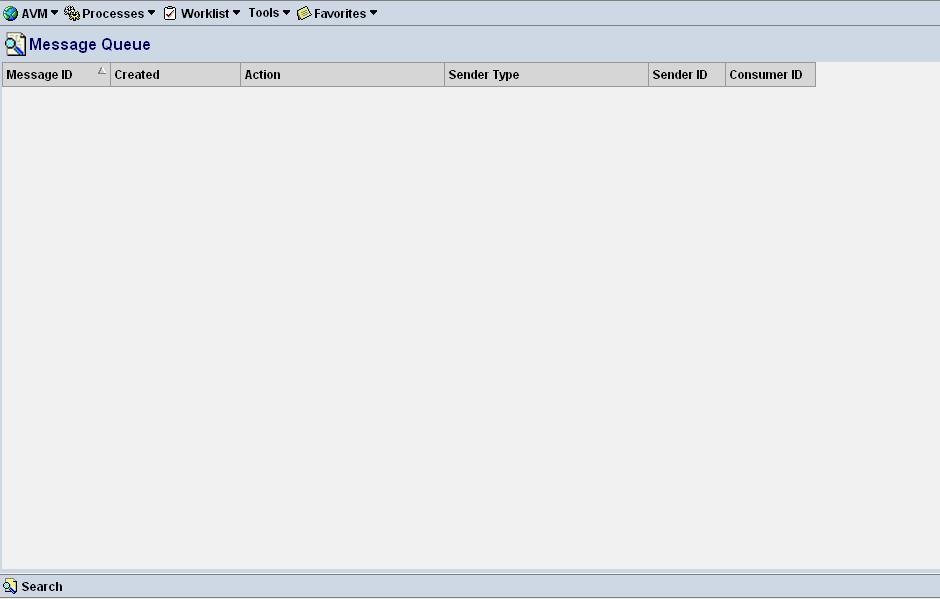 AVM Processes Worklist Tools Favorites
Message Queue
Message ID Created Action Sender Type Sender ID Consumer ID
Search